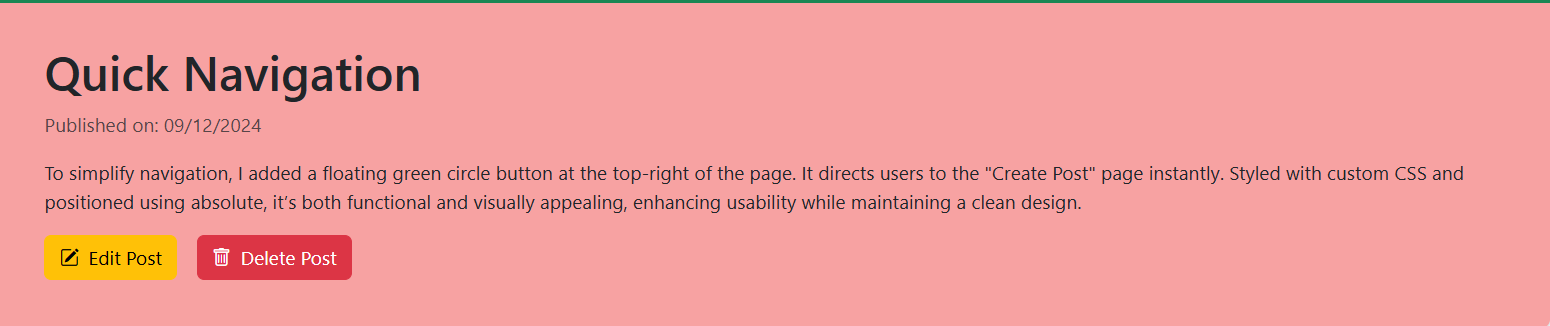 Quick Navigation
Published on: 09/12/2024
To simplify navigation, I added a floating green circle button at the top-right of the page. It directs users to the "Create Post" page instantly. Styled with custom CSS and
positioned using absolute, it’s both functional and visually appealing, enhancing usability while maintaining a clean design.
Edit Post Delete Post